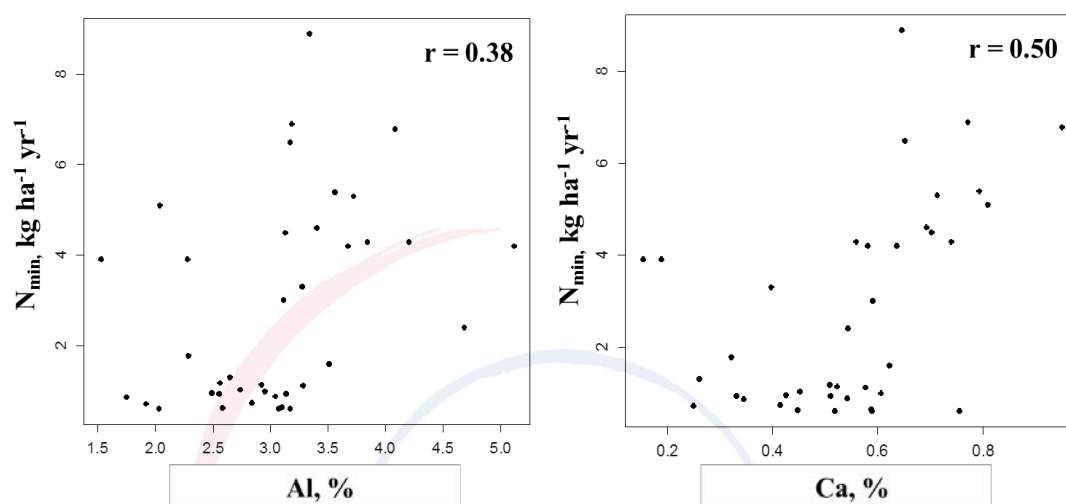 r = 0.38
N_min, kg ha⁻¹ yr⁻¹
8
6
4
2
1.5 2.0 2.5 3.0 3.5 4.0 4.5 5.0
Al, %
r = 0.50
N_min, kg ha⁻¹ yr⁻¹
8
6
4
2
0.2 0.4 0.6 0.8
Ca, %